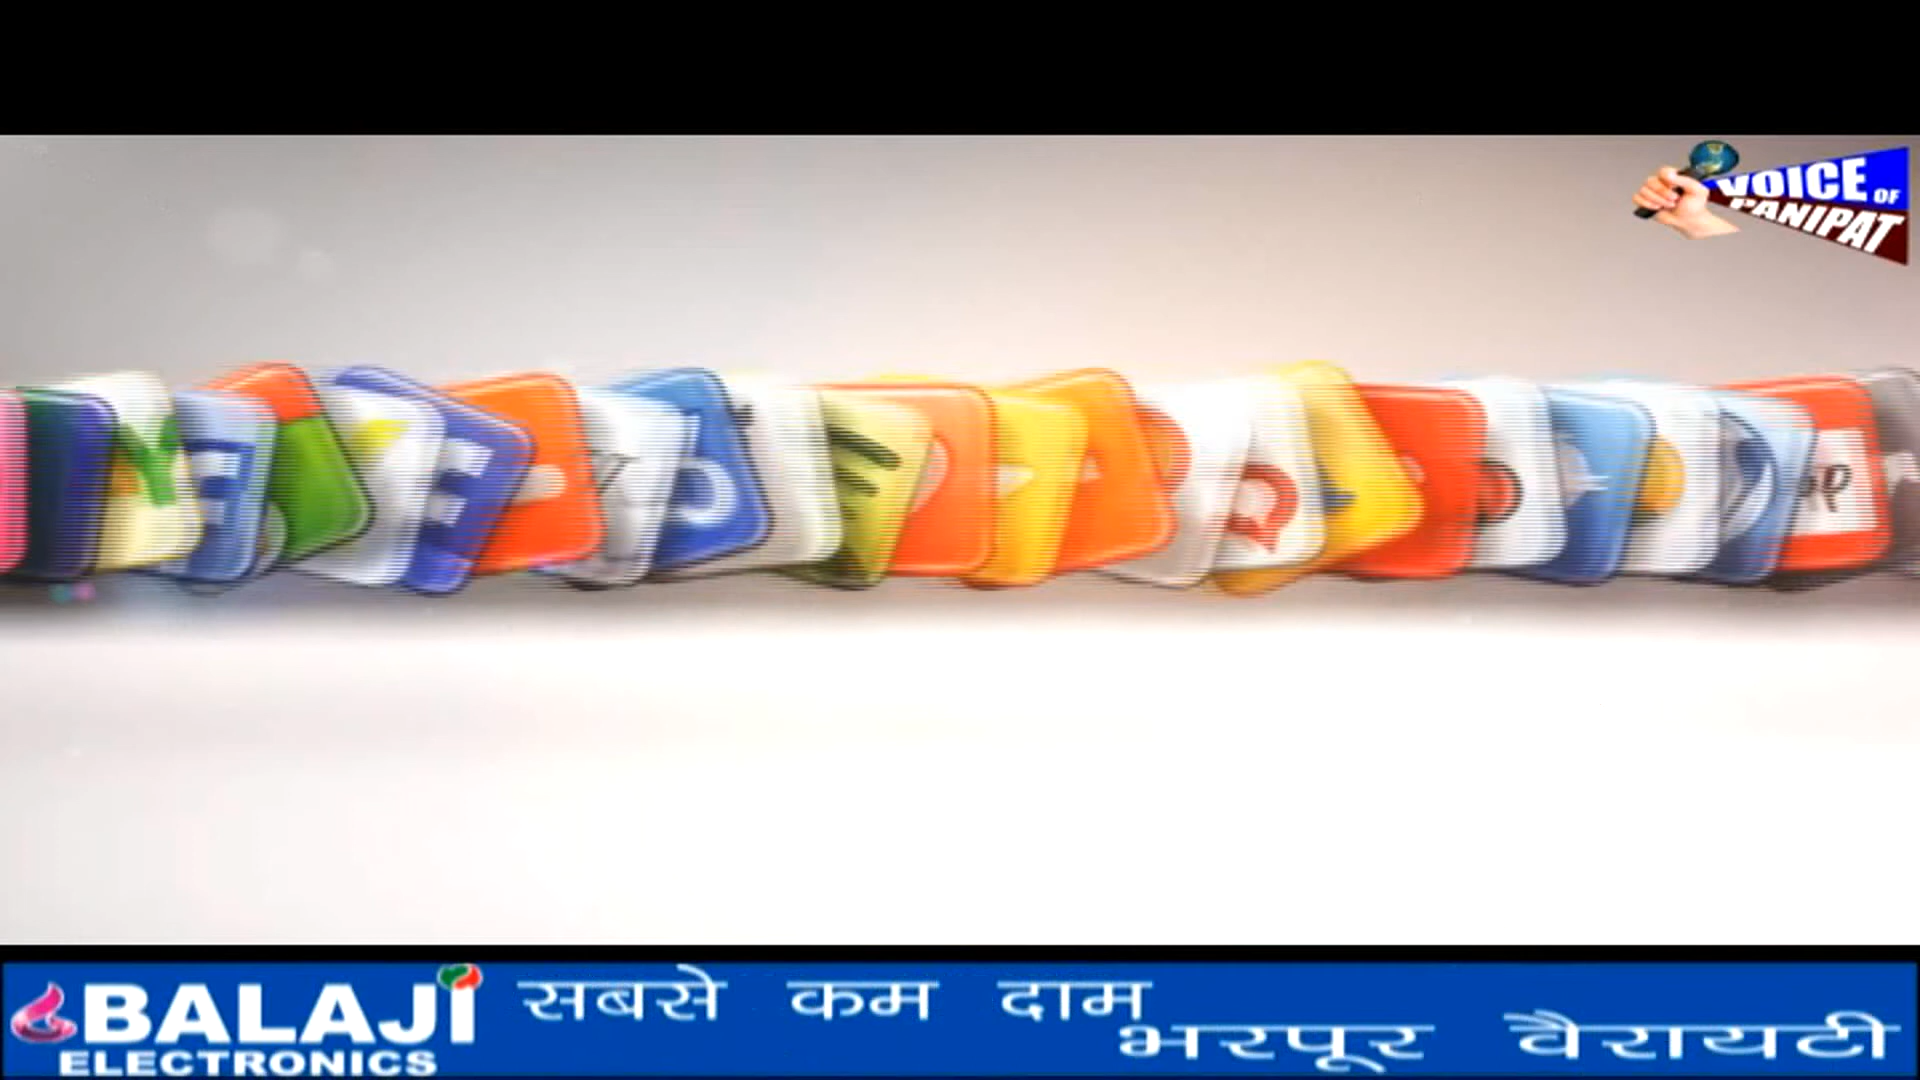 VOICE OF
PANIPAT
BALAJI
ELECTRONICS
सबसे कम दाम
भरपूर वैरायटी